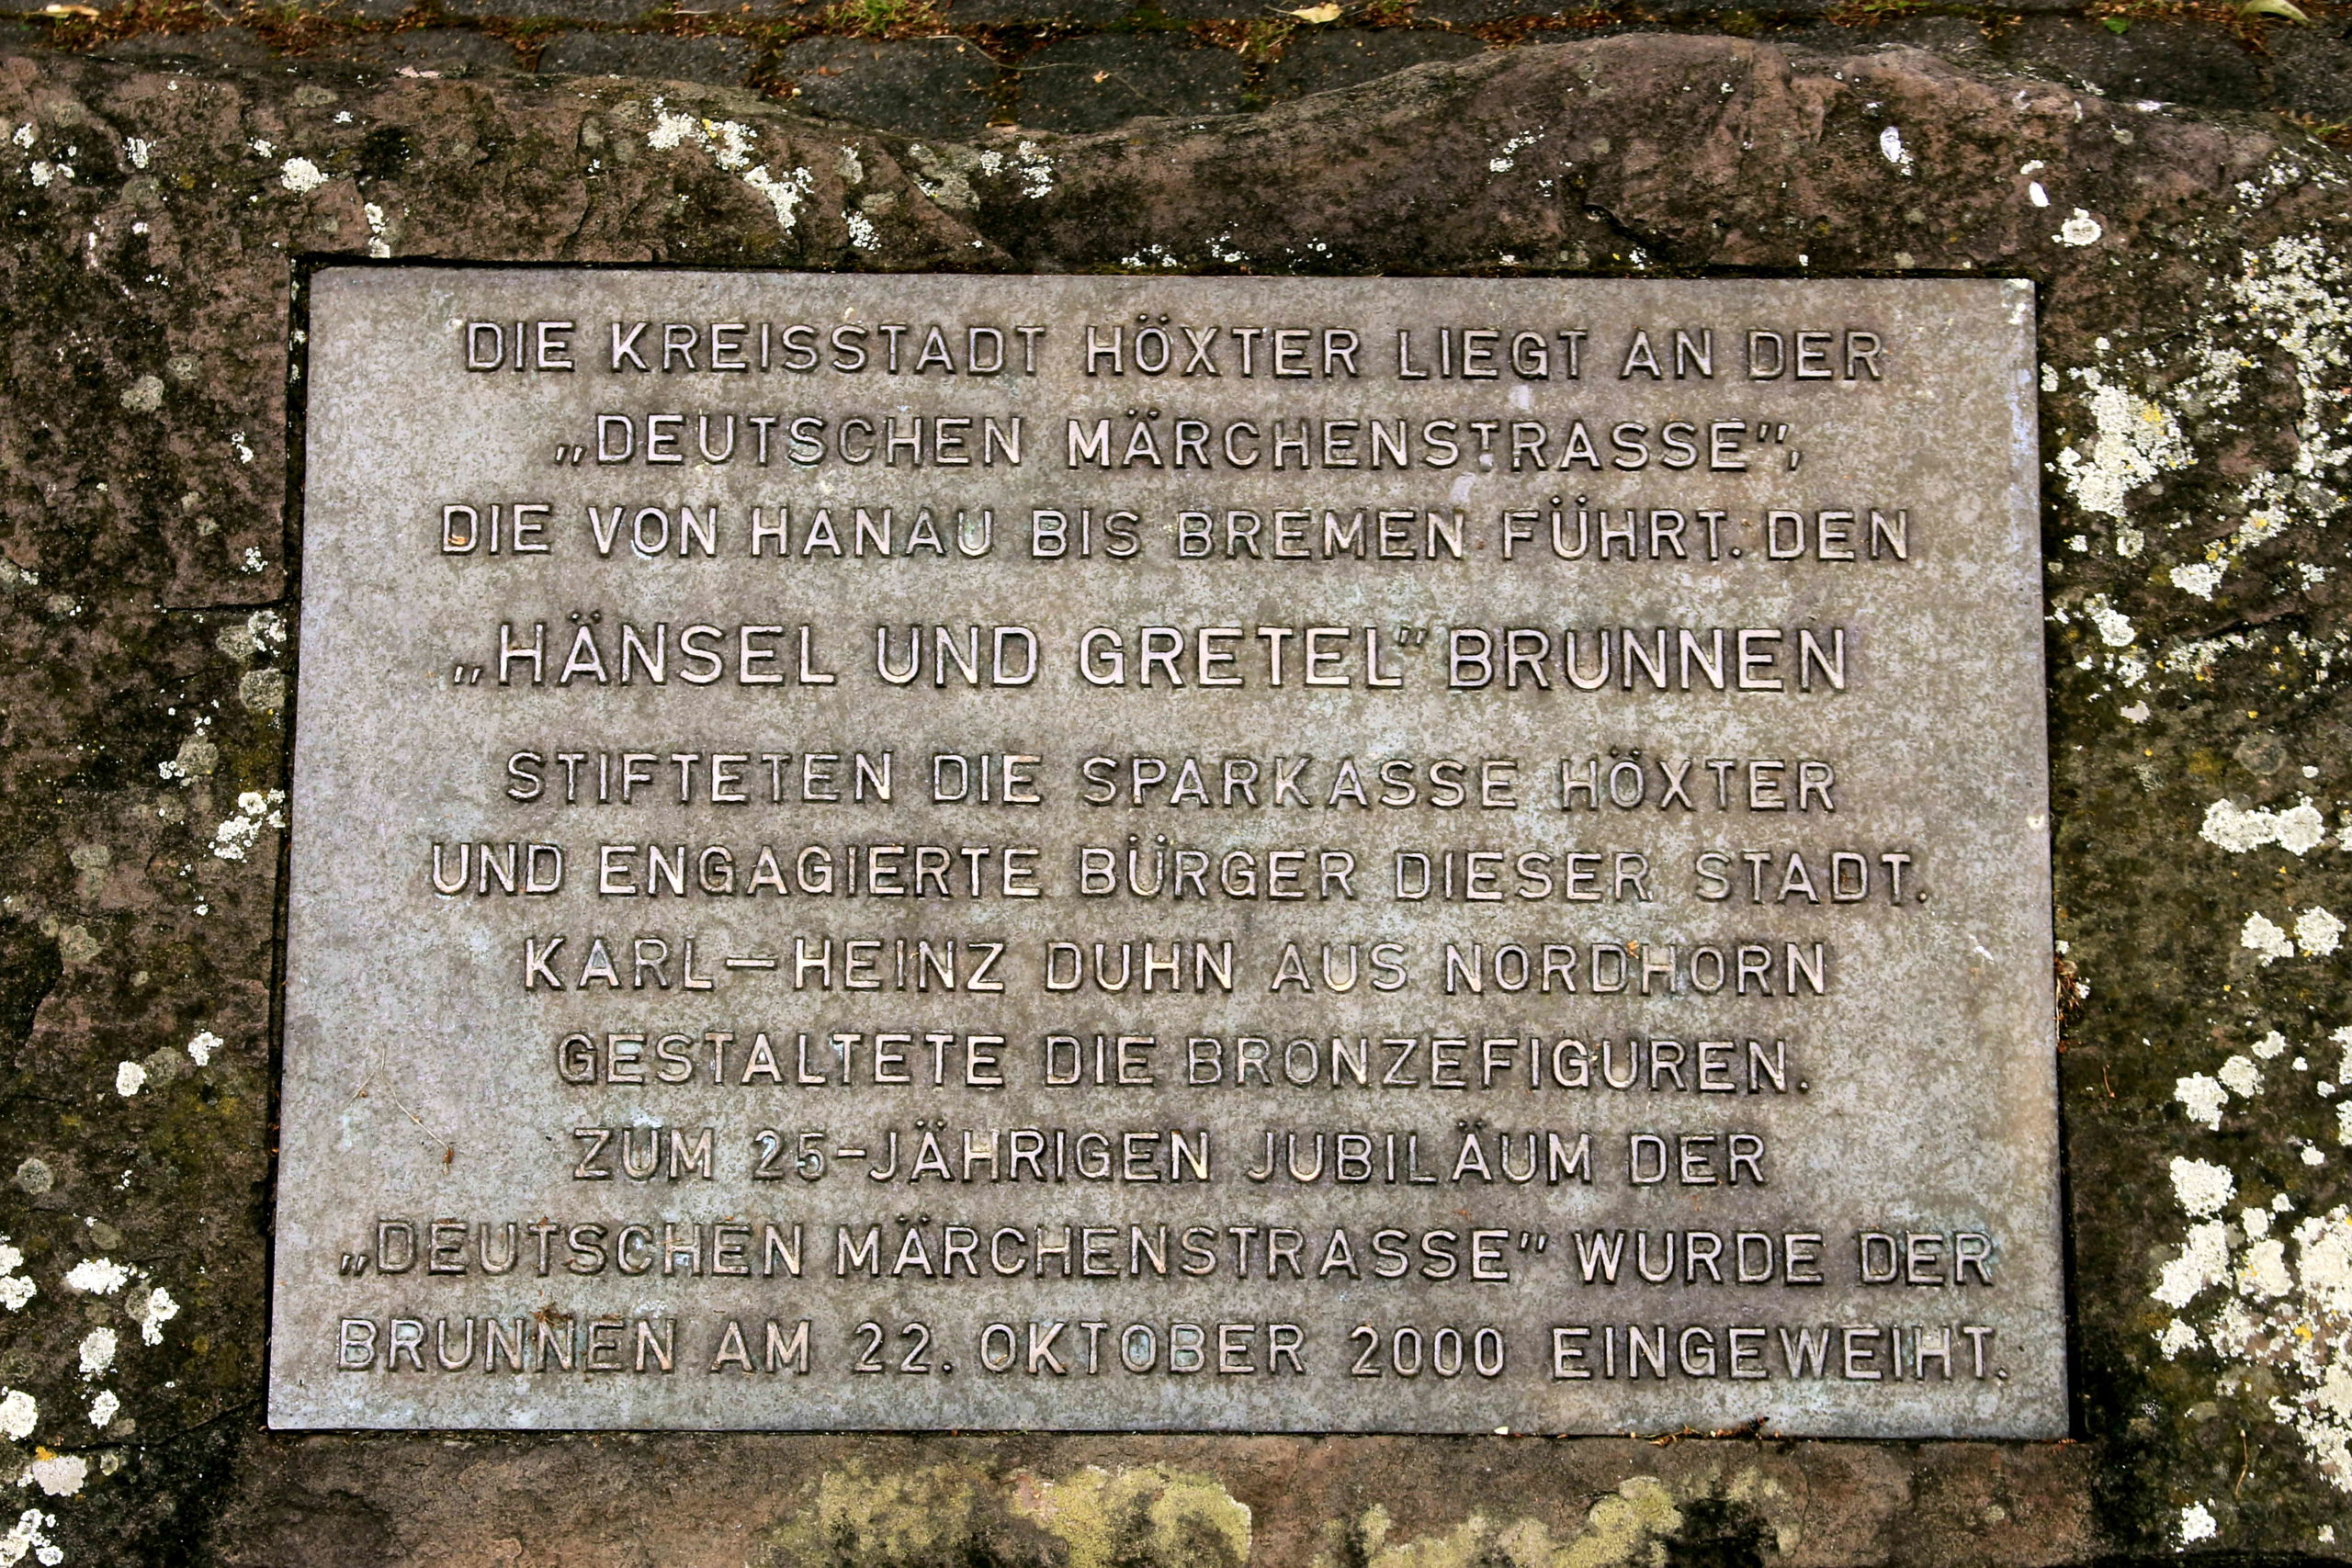 DIE KREISSTADT HÖXTER LIEGT AN DER
„DEUTSCHEN MÄRCHENSTRASSE”,
DIE VON HANAU BIS BREMEN FÜHRT. DEN
„HÄNSEL UND GRETEL” BRUNNEN
STIFTETEN DIE SPARKASSE HÖXTER
UND ENGAGIERTE BÜRGER DIESER STADT.
KARL-HEINZ DUHN AUS NORDHORN
GESTALTETE DIE BRONZEFIGUREN.
ZUM 25-JÄHRIGEN JUBILÄUM DER
„DEUTSCHEN MÄRCHENSTRASSE” WURDE DER
BRUNNEN AM 22. OKTOBER 2000 EINGEWEIHT.